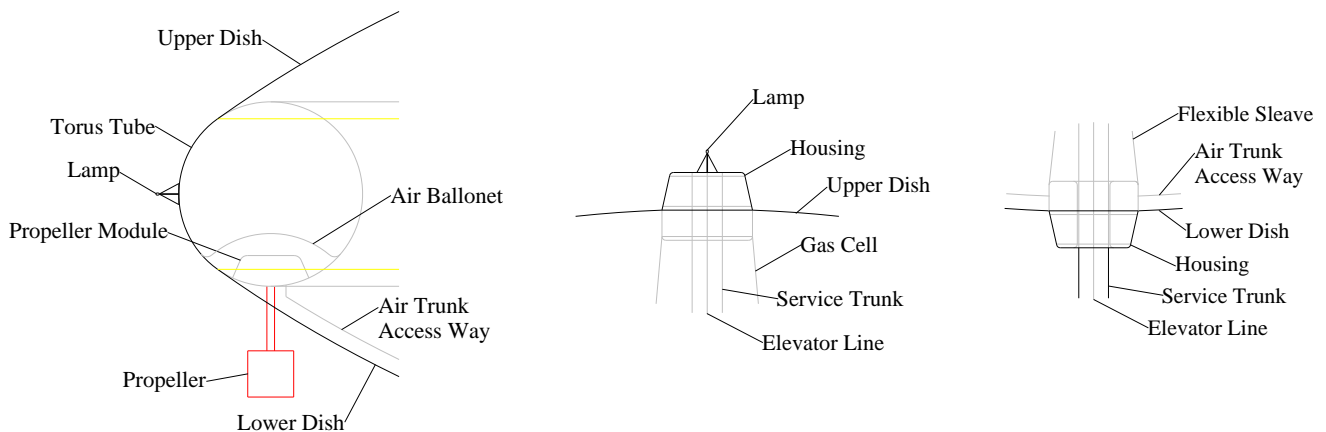 Upper Dish
Torus Tube
Lamp
Propeller Module
Air Ballonet
Air Trunk
Access Way
Propeller
Lower Dish
Lamp
Housing
Upper Dish
Gas Cell
Service Trunk
Elevator Line
Flexible Sleave
Air Trunk
Access Way
Lower Dish
Housing
Service Trunk
Elevator Line